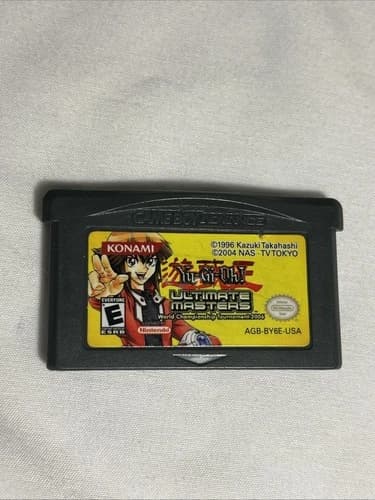 GAME BOY ADVANCE
KONAMI
©1996 Kazuki Takahashi
©2004 NAS · TV TOKYO
遊戯王
Yu-Gi-Oh!
ULTIMATE
MASTERS
World Championship Tournament 2006
EVERYONE
E
ESRB
Nintendo
AGB-BY6E-USA